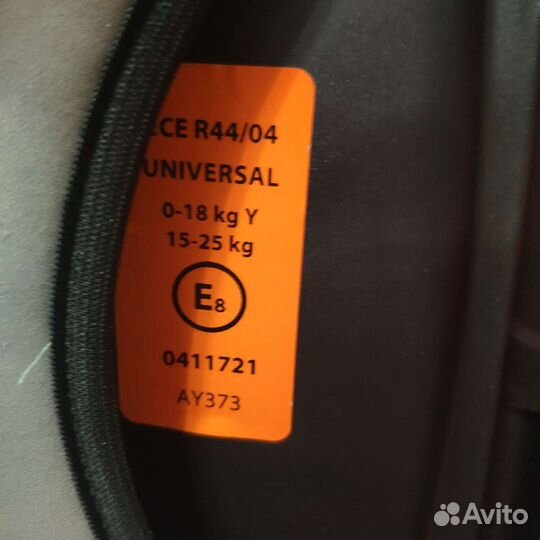 ECE R44/04
UNIVERSAL
0-18 kg Y
15-25 kg
E8
0411721
AY373
Avito